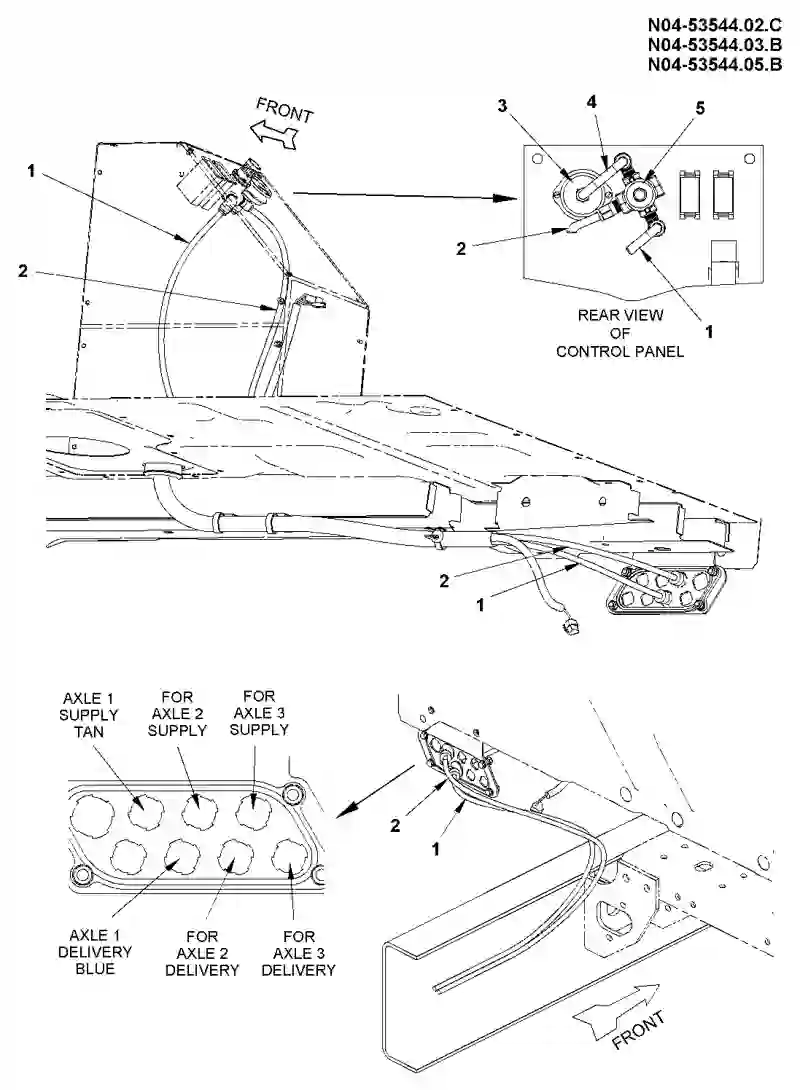 N04-53544.02.C
N04-53544.03.B
N04-53544.05.B
FRONT
3
4
5
1
2
2
1
REAR VIEW
OF
CONTROL PANEL
2
1
AXLE 1
SUPPLY
TAN
FOR
AXLE 2
SUPPLY
FOR
AXLE 3
SUPPLY
2
1
AXLE 1
DELIVERY
BLUE
FOR
AXLE 2
DELIVERY
FOR
AXLE 3
DELIVERY
FRONT